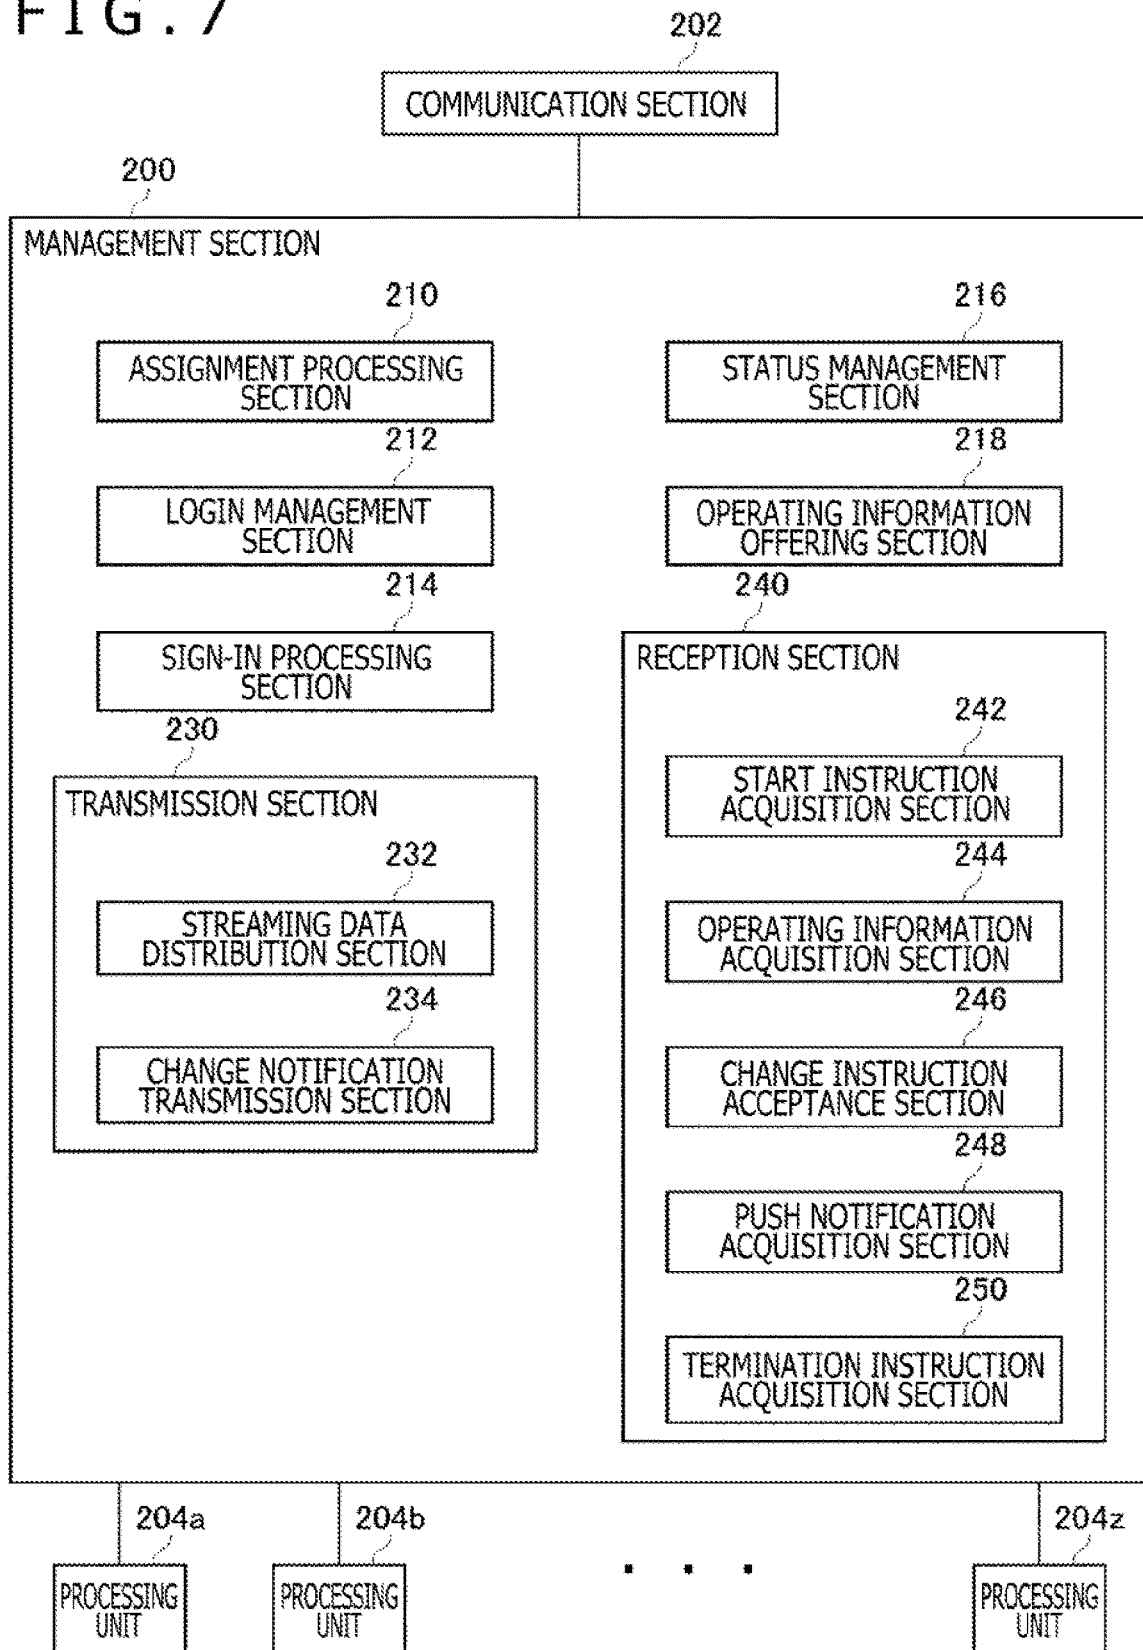 FIG. 7
202
COMMUNICATION SECTION
200
MANAGEMENT SECTION
210
ASSIGNMENT PROCESSING
SECTION
212
LOGIN MANAGEMENT
SECTION
214
SIGN-IN PROCESSING
SECTION
230
TRANSMISSION SECTION
232
STREAMING DATA
DISTRIBUTION SECTION
234
CHANGE NOTIFICATION
TRANSMISSION SECTION
216
STATUS MANAGEMENT
SECTION
218
OPERATING INFORMATION
OFFERING SECTION
240
RECEPTION SECTION
242
START INSTRUCTION
ACQUISITION SECTION
244
OPERATING INFORMATION
ACQUISITION SECTION
246
CHANGE INSTRUCTION
ACCEPTANCE SECTION
248
PUSH NOTIFICATION
ACQUISITION SECTION
250
TERMINATION INSTRUCTION
ACQUISITION SECTION
204a
PROCESSING
UNIT
204b
PROCESSING
UNIT
. . .
204z
PROCESSING
UNIT